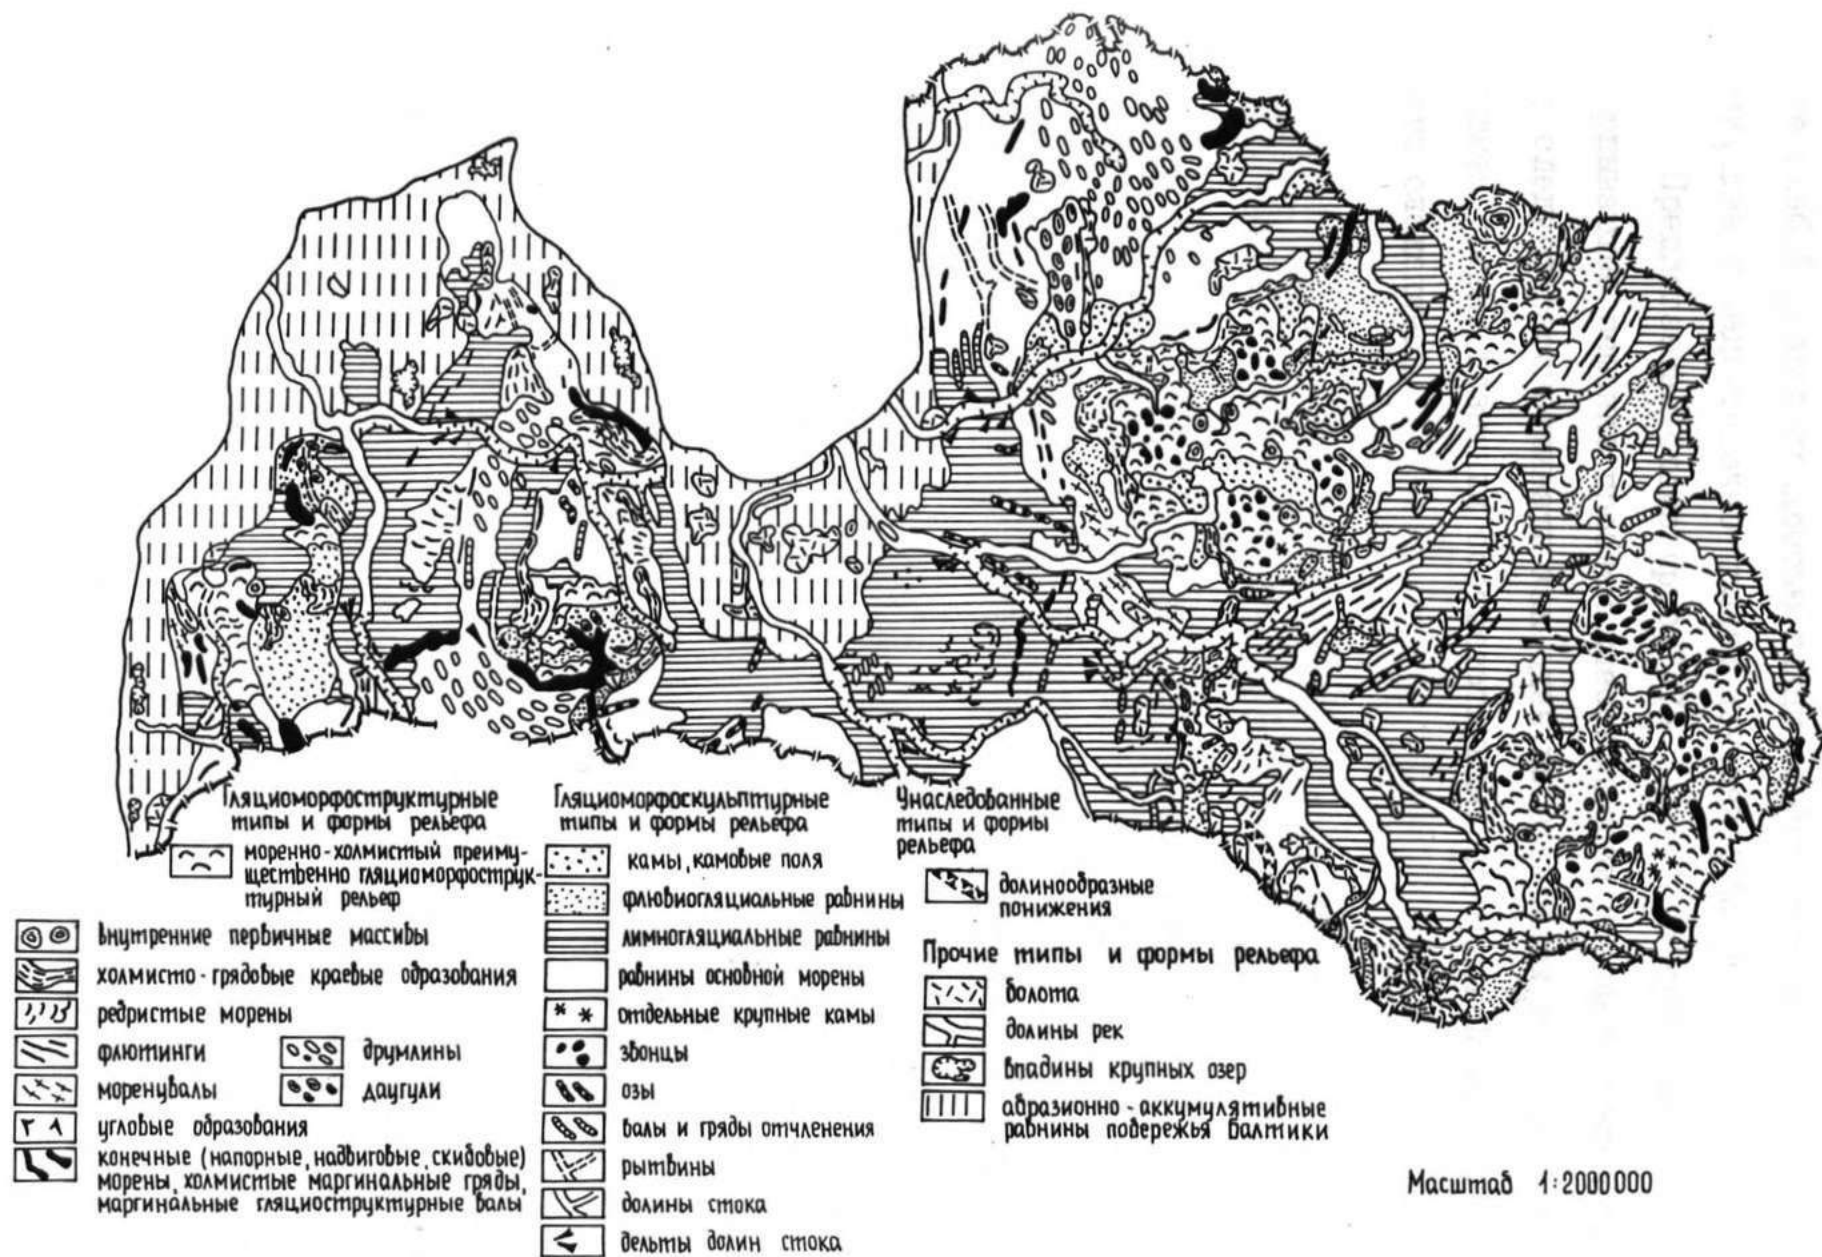 Гляциоморфоструктурные
типы и формы рельефа
моренно-холмистый преиму-
щественно гляциоморфострук-
турный рельеф
внутренние первичные массивы
холмисто-грядовые краевые образования
редристые морены
флютинги
друмлины
моренувалы
даугули
угловые образования
конечные (напорные, надвиговые, скибовые)
морены, холмистые маргинальные гряды,
маргинальные гляциоструктурные валы
Гляциоморфоскульптурные
типы и формы рельефа
камы, камовые поля
флювиогляциальные равнины
лимногляциальные равнины
равнины основной морены
отдельные крупные камы
звонцы
озы
валы и гряды отчленения
рытвины
долины стока
дельты долин стока
Унаследованные
типы и формы
рельефа
долинообразные
понижения
Прочие типы и формы рельефа
болота
долины рек
впадины крупных озер
абразионно-аккумулятивные
равнины побережья Балтики
Масштаб 1:2000000